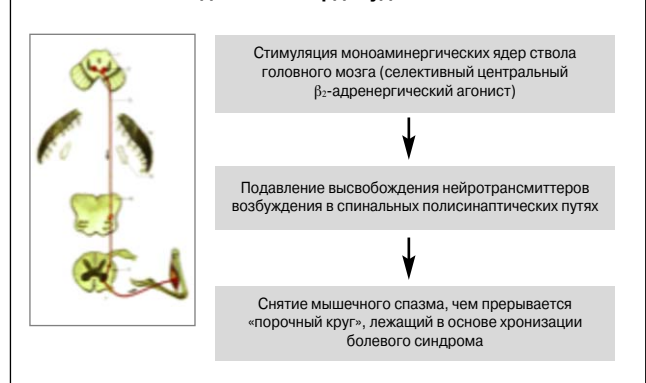 Стимуляция моноаминергических ядер ствола
головного мозга (селективный центральный
β₂-адренергический агонист)
Подавление высвобождения нейротрансмиттеров
возбуждения в спинальных полисинаптических путях
Снятие мышечного спазма, чем прерывается
«порочный круг», лежащий в основе хронизации
болевого синдрома